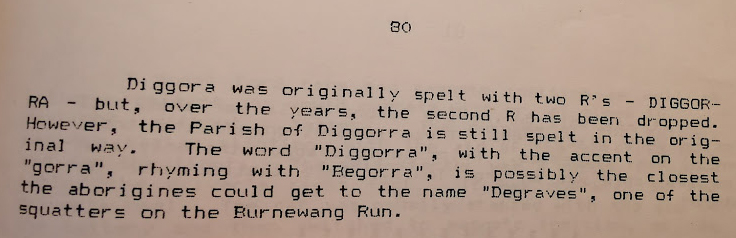 80
Diggora was originally spelt with two R's - DIGGOR-
RA - but, over the years, the second R has been dropped.
However, the Parish of Diggorra is still spelt in the orig-
inal way. The word "Diggorra", with the accent on the
"gorra", rhyming with "Begorra", is possibly the closest
the aborigines could get to the name "Degraves", one of the
squatters on the Burnewang Run.